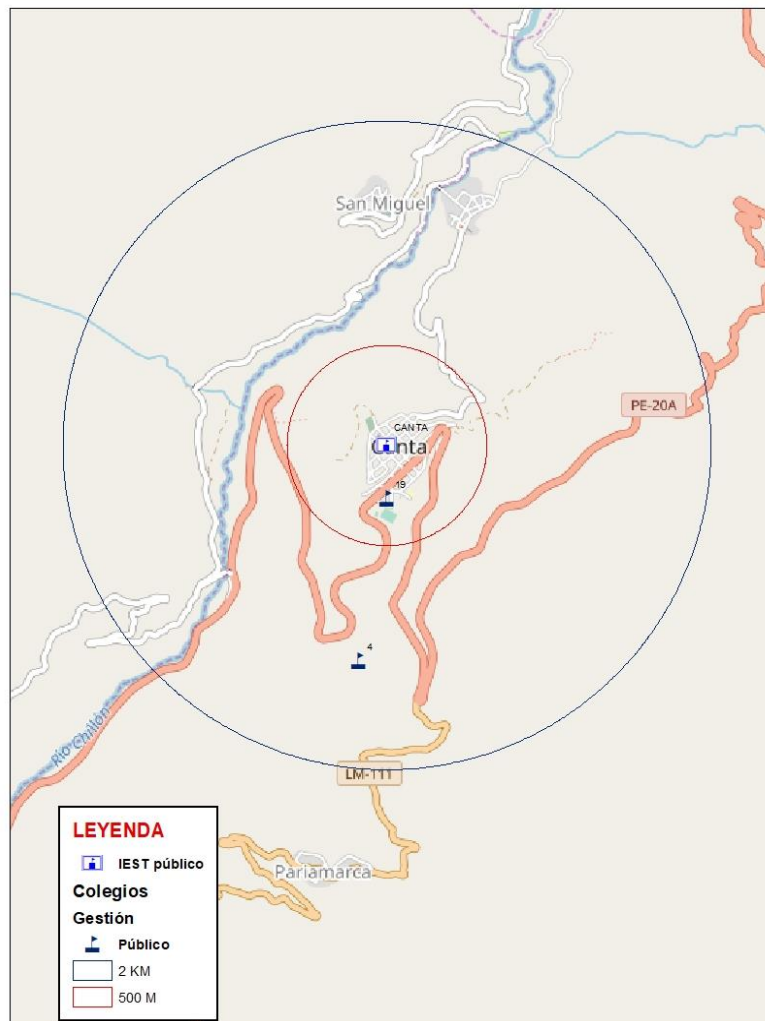 San Miguel
PE-20A
CANTA
Canta
19
4
Río Chillón
LM-111
Pariamarca
LEYENDA
IEST público
Colegios
Gestión
Público
2 KM
500 M